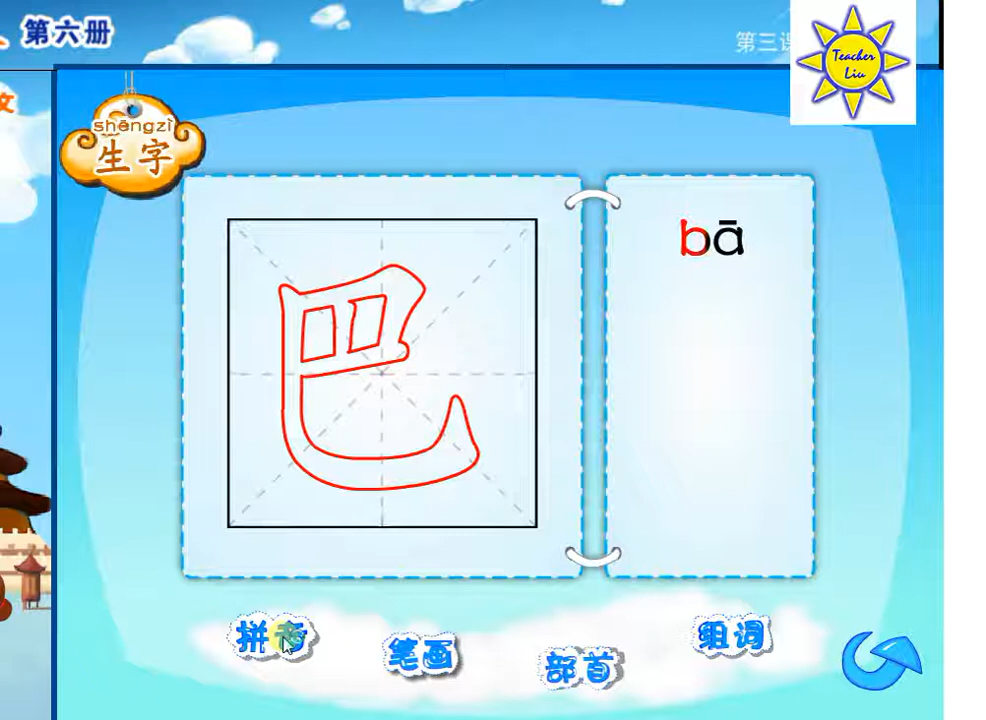 第六册
第三课
Teacher
Liu
文
shēngzì
生字
bā
巴
拼音
笔画
部首
组词